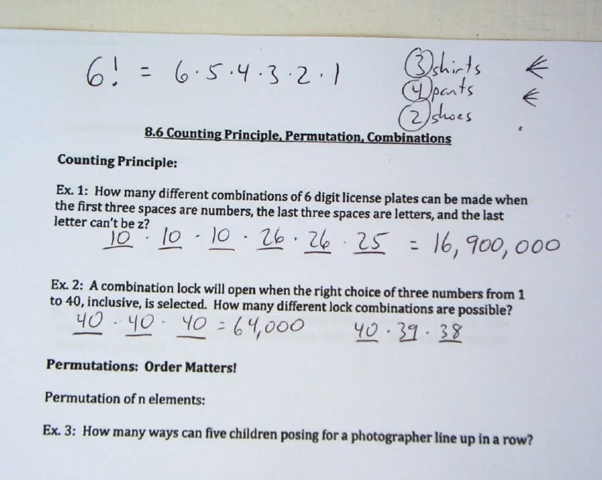 6! = 6·5·4·3·2·1
3 shirts
4 pants
2 shoes
8.6 Counting Principle, Permutation, Combinations
Counting Principle:
Ex. 1: How many different combinations of 6 digit license plates can be made when
the first three spaces are numbers, the last three spaces are letters, and the last
letter can't be z?
10 · 10 · 10 · 26 · 26 · 25 = 16,900,000
Ex. 2: A combination lock will open when the right choice of three numbers from 1
to 40, inclusive, is selected. How many different lock combinations are possible?
40 · 40 · 40 = 64,000 40 · 39 · 38
Permutations: Order Matters!
Permutation of n elements:
Ex. 3: How many ways can five children posing for a photographer line up in a row?